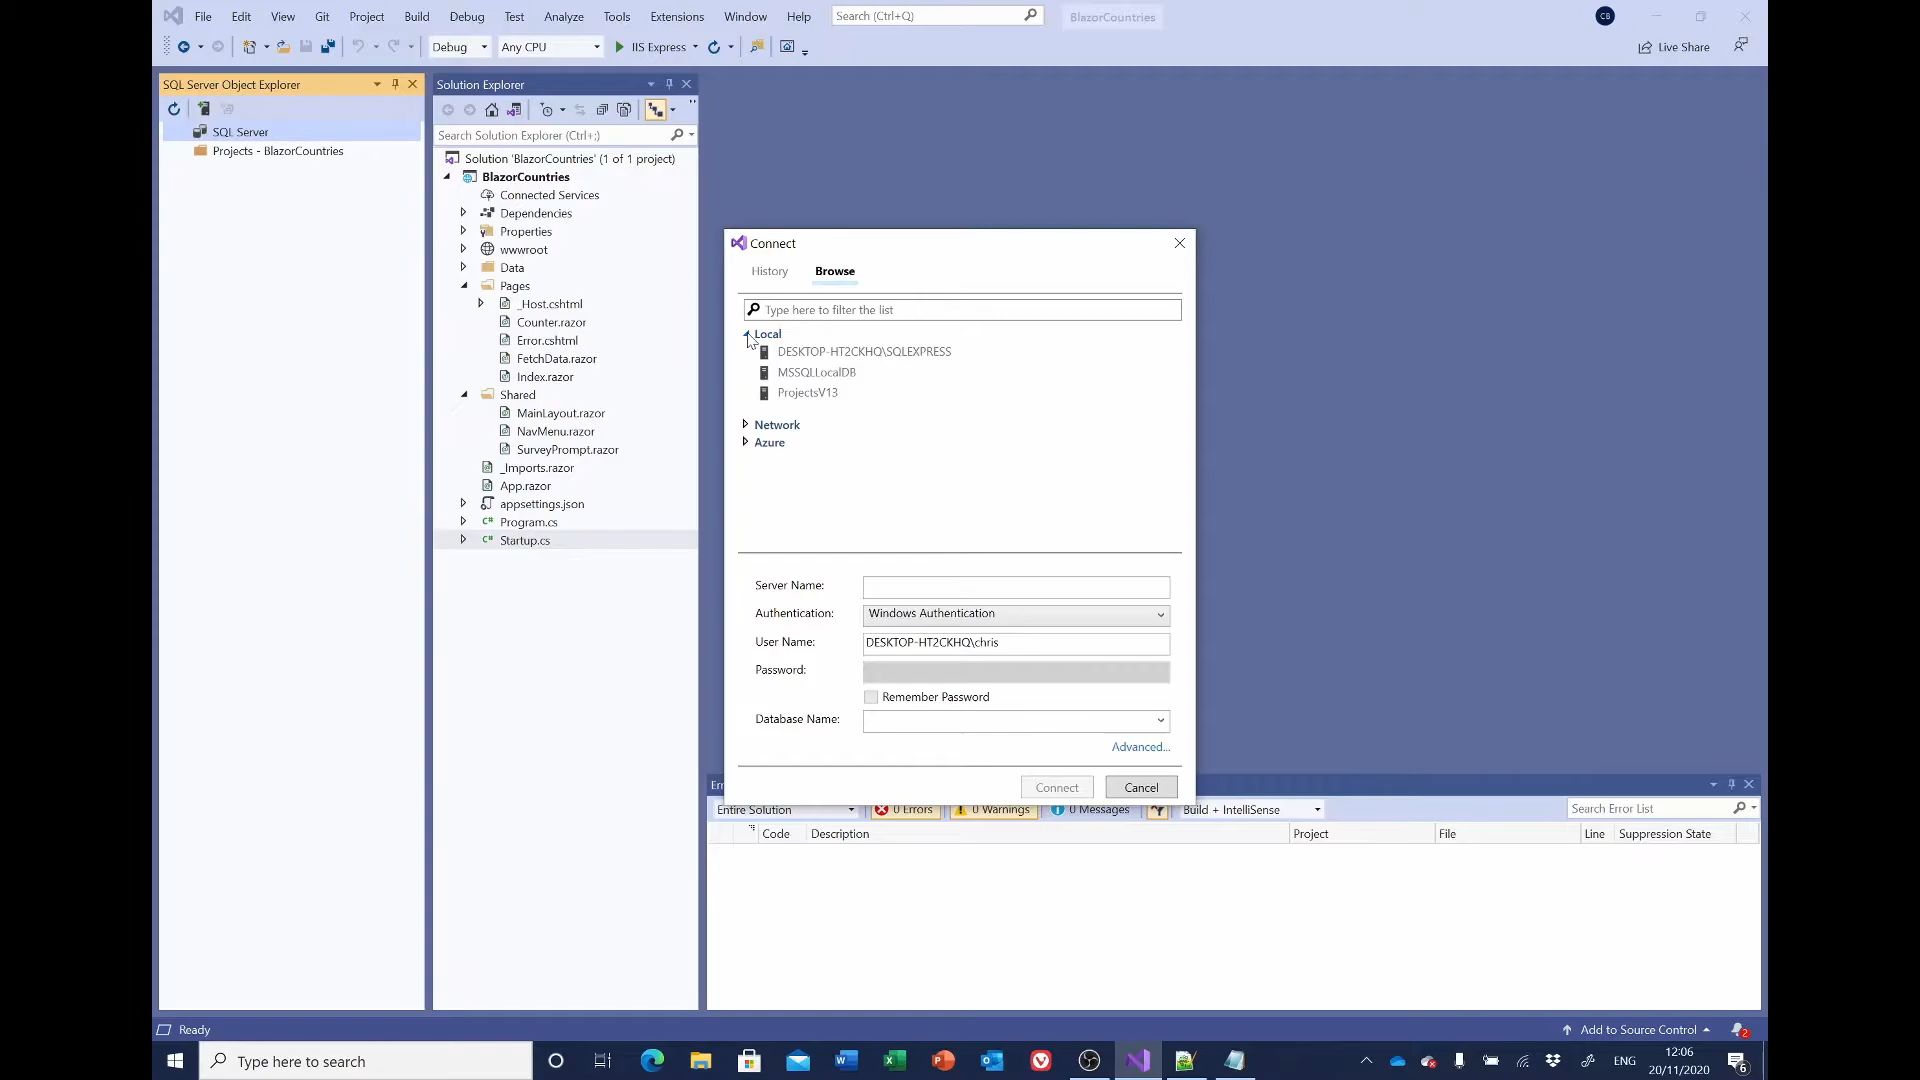 File Edit View Git Project Build Debug Test Analyze Tools Extensions Window Help Search (Ctrl+Q) BlazorCountries CB
Debug Any CPU IIS Express Live Share
SQL Server Object Explorer
SQL Server
Projects - BlazorCountries
Solution Explorer
Search Solution Explorer (Ctrl+;)
Solution 'BlazorCountries' (1 of 1 project)
BlazorCountries
Connected Services
Dependencies
Properties
wwwroot
Data
Pages
_Host.cshtml
Counter.razor
Error.cshtml
FetchData.razor
Index.razor
Shared
MainLayout.razor
NavMenu.razor
SurveyPrompt.razor
_Imports.razor
App.razor
appsettings.json
C# Program.cs
C# Startup.cs
Connect
History Browse
Type here to filter the list
Local
DESKTOP-HT2CKHQ\SQLEXPRESS
MSSQLLocalDB
ProjectsV13
Network
Azure
Server Name:
Authentication: Windows Authentication
User Name: DESKTOP-HT2CKHQ\chris
Password:
Remember Password
Database Name:
Advanced...
Connect Cancel
Entire Solution 0 Errors 0 Warnings 0 Messages Build + IntelliSense Search Error List
Code Description Project File Line Suppression State
Ready Add to Source Control 2
Type here to search ENG 12:06
20/11/2020 6